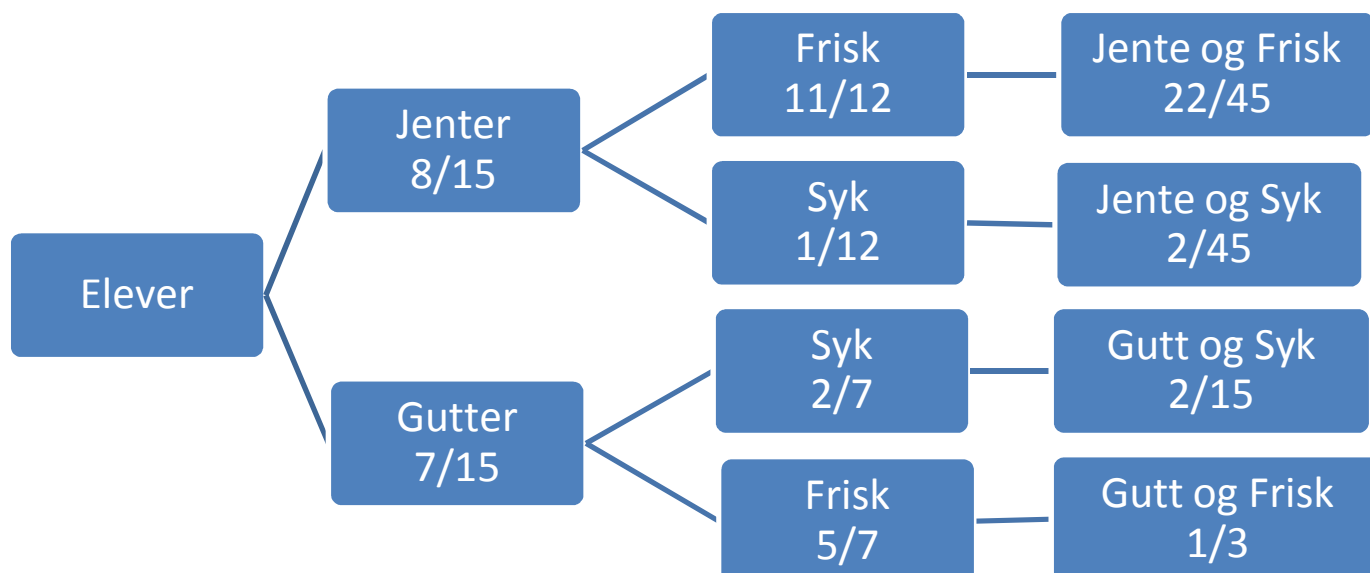 Elever
Jenter
8/15
Gutter
7/15
Frisk
11/12
Syk
1/12
Syk
2/7
Frisk
5/7
Jente og Frisk
22/45
Jente og Syk
2/45
Gutt og Syk
2/15
Gutt og Frisk
1/3